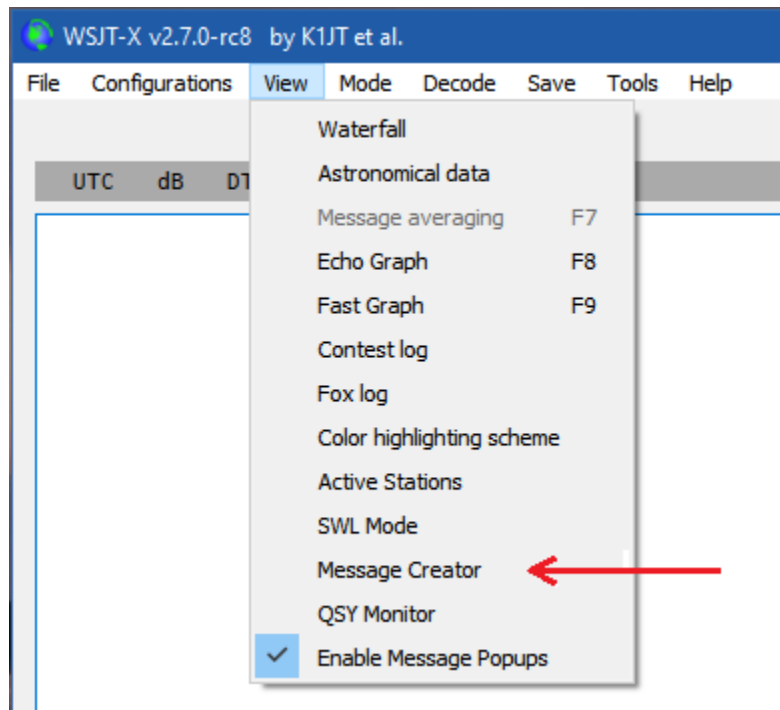 WSJT-X v2.7.0-rc8 by K1JT et al.
File Configurations View Mode Decode Save Tools Help
UTC dB DT
Waterfall
Astronomical data
Message averaging F7
Echo Graph F8
Fast Graph F9
Contest log
Fox log
Color highlighting scheme
Active Stations
SWL Mode
Message Creator
QSY Monitor
Enable Message Popups